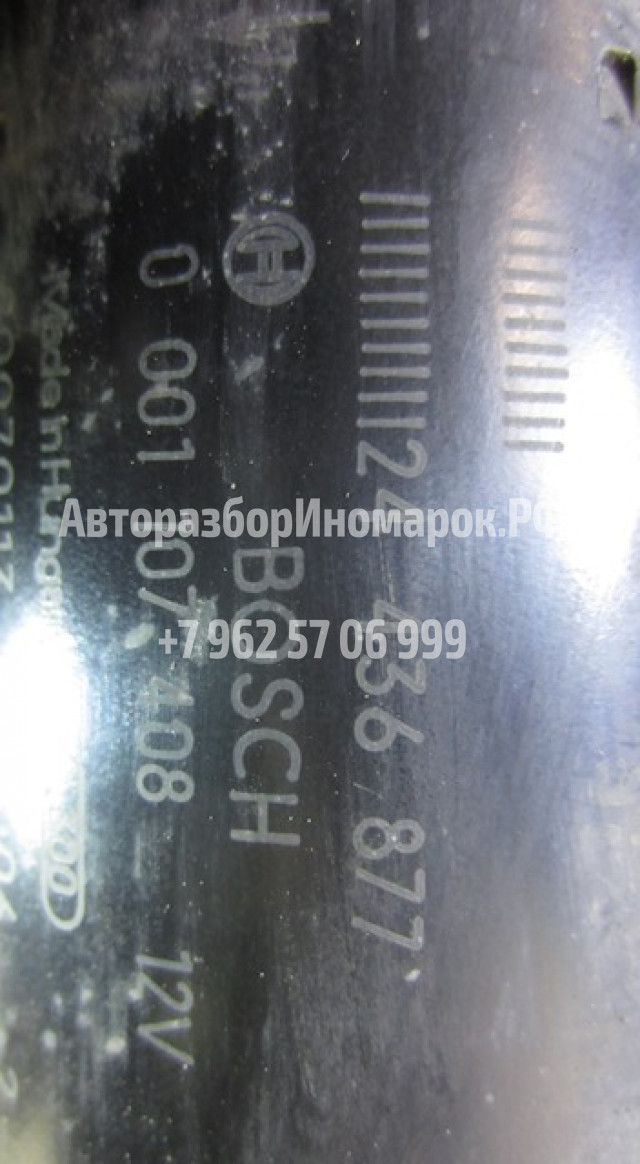 24 436 877
BOSCH
0 001 107 408 12V
Made in Hungary
АвторазборИномарок.РФ
+7 962 57 06 999